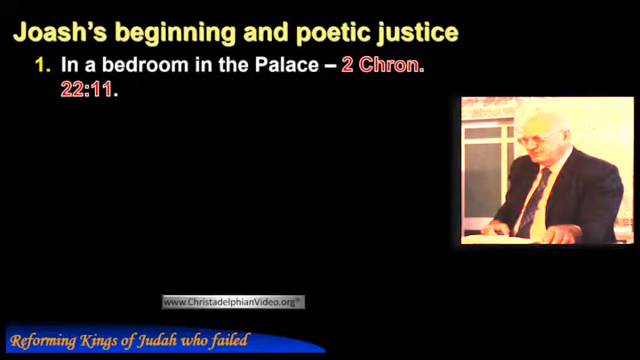 Joash's beginning and poetic justice
1. In a bedroom in the Palace – 2 Chron.
22:11.
www.ChristadelphianVideo.org®
Reforming Kings of Judah who failed